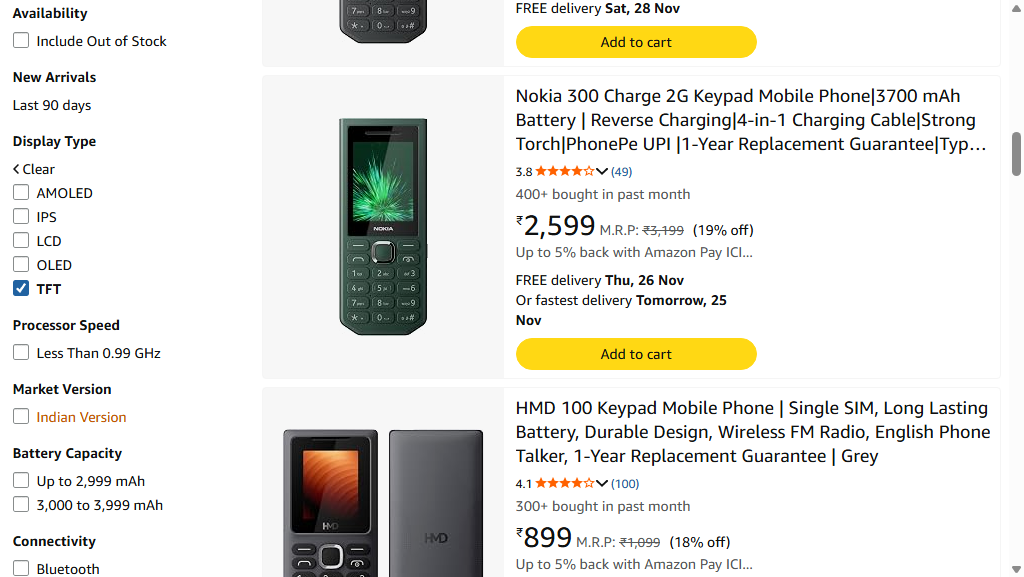 Availability
Include Out of Stock
New Arrivals
Last 90 days
Display Type
Clear
AMOLED
IPS
LCD
OLED
TFT
Processor Speed
Less Than 0.99 GHz
Market Version
Indian Version
Battery Capacity
Up to 2,999 mAh
3,000 to 3,999 mAh
Connectivity
Bluetooth
FREE delivery Sat, 28 Nov
Add to cart
NOKIA
Nokia 300 Charge 2G Keypad Mobile Phone|3700 mAh
Battery | Reverse Charging|4-in-1 Charging Cable|Strong
Torch|PhonePe UPI |1-Year Replacement Guarantee|Typ…
3.8 (49)
400+ bought in past month
₹2,599 M.R.P: ₹3,199 (19% off)
Up to 5% back with Amazon Pay ICI…
FREE delivery Thu, 26 Nov
Or fastest delivery Tomorrow, 25
Nov
Add to cart
HMD
HMD
HMD 100 Keypad Mobile Phone | Single SIM, Long Lasting
Battery, Durable Design, Wireless FM Radio, English Phone
Talker, 1-Year Replacement Guarantee | Grey
4.1 (100)
300+ bought in past month
₹899 M.R.P: ₹1,099 (18% off)
Up to 5% back with Amazon Pay ICI…